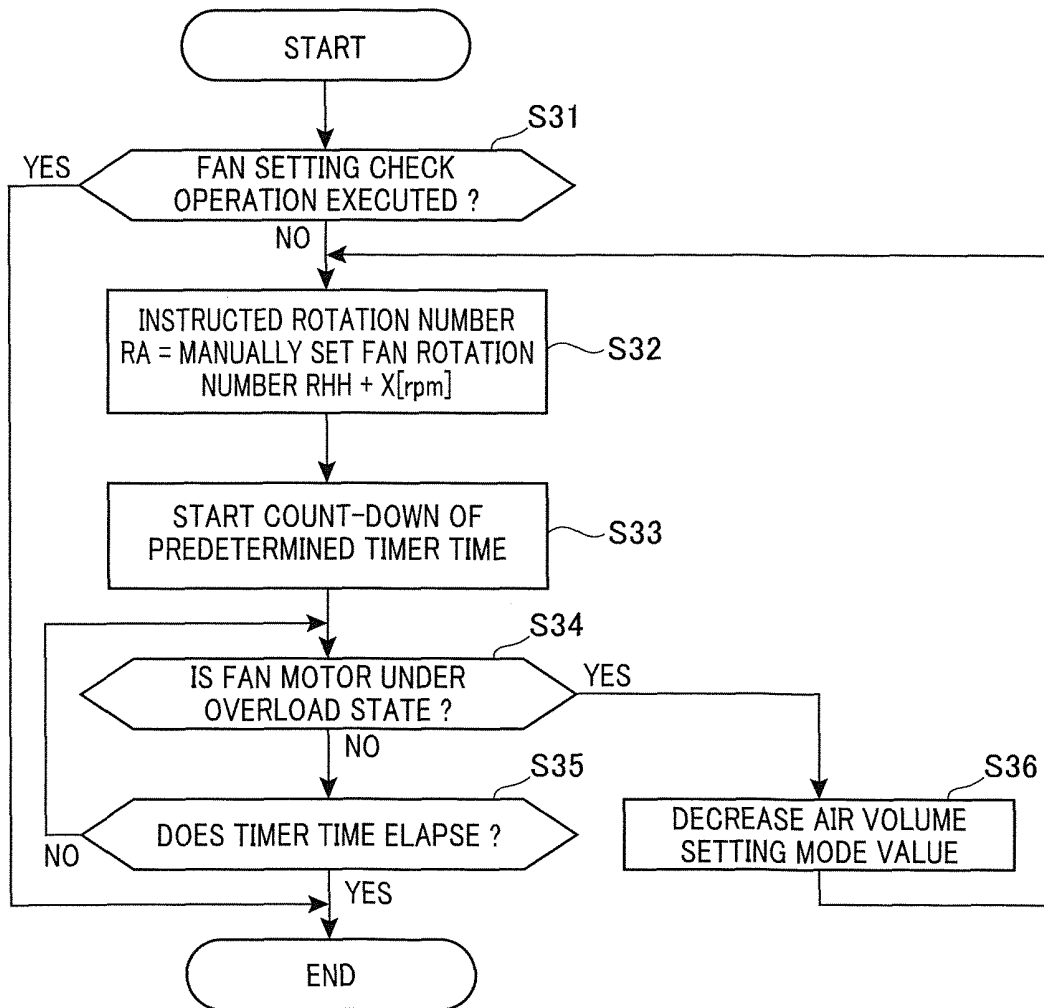 START
S31
YES
FAN SETTING CHECK
OPERATION EXECUTED ?
NO
INSTRUCTED ROTATION NUMBER
RA = MANUALLY SET FAN ROTATION
NUMBER RHH + X[rpm]
S32
START COUNT-DOWN OF
PREDETERMINED TIMER TIME
S33
S34
IS FAN MOTOR UNDER
OVERLOAD STATE ?
YES
NO
S35
S36
DOES TIMER TIME ELAPSE ?
NO
YES
DECREASE AIR VOLUME
SETTING MODE VALUE
END